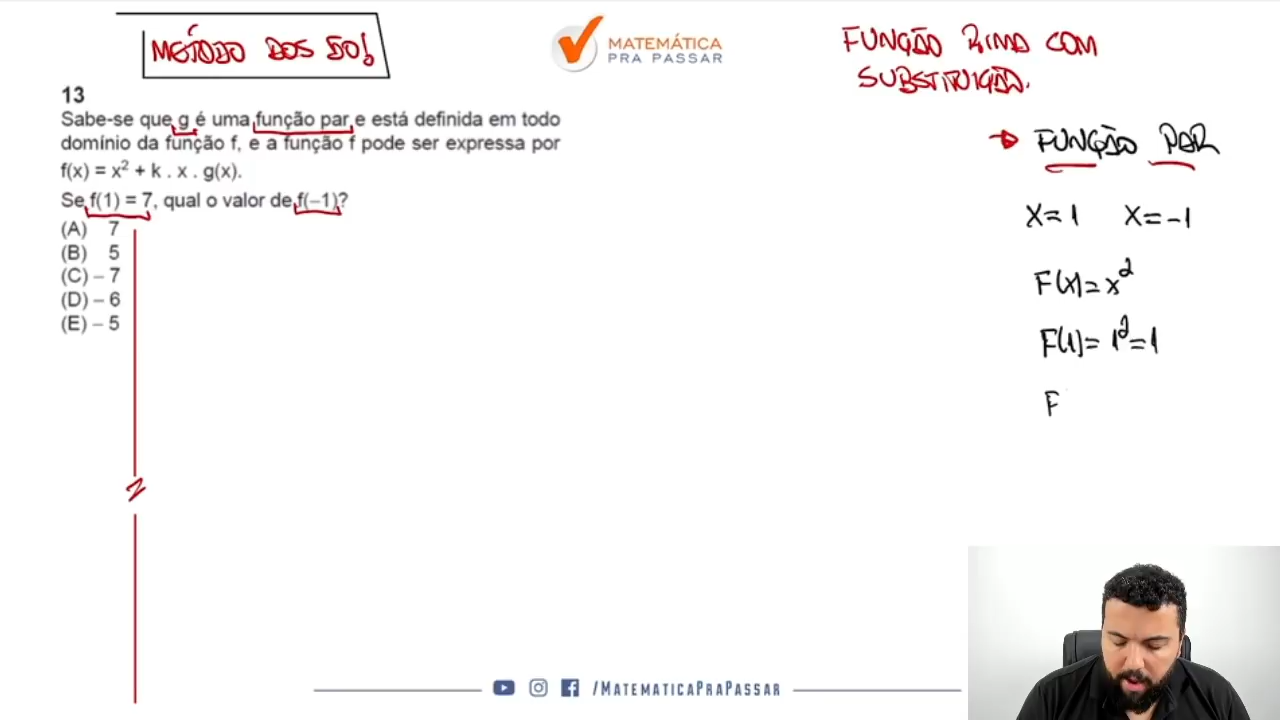 MÉTODO DOS 50!
MATEMÁTICA
PRA PASSAR
FUNÇÃO RIMA COM
SUBSTITUIÇÃO.
13
Sabe-se que g é uma função par e está definida em todo
domínio da função f, e a função f pode ser expressa por
f(x) = x² + k . x . g(x).
Se f(1) = 7, qual o valor de f(–1)?
(A) 7
(B) 5
(C) – 7
(D) – 6
(E) – 5
FUNÇÃO PAR
X=1 X=-1
F(x)=x²
F(1)=1²=1
F
/MATEMATICAPRAPASSAR